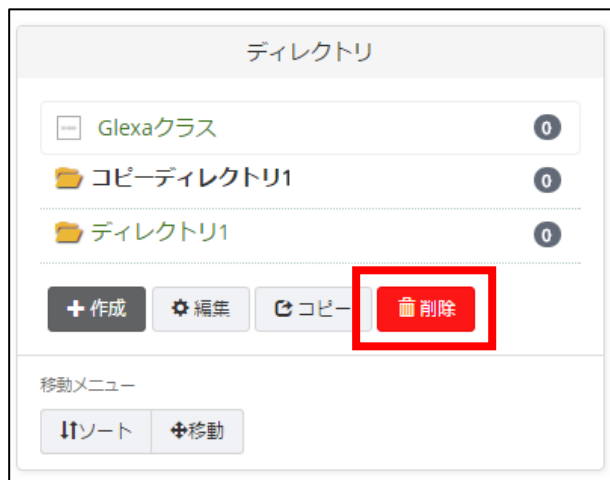 ディレクトリ
Glexaクラス 0
コピーディレクトリ1 0
ディレクトリ1 0
作成 編集 コピー 削除
移動メニュー
ソート 移動